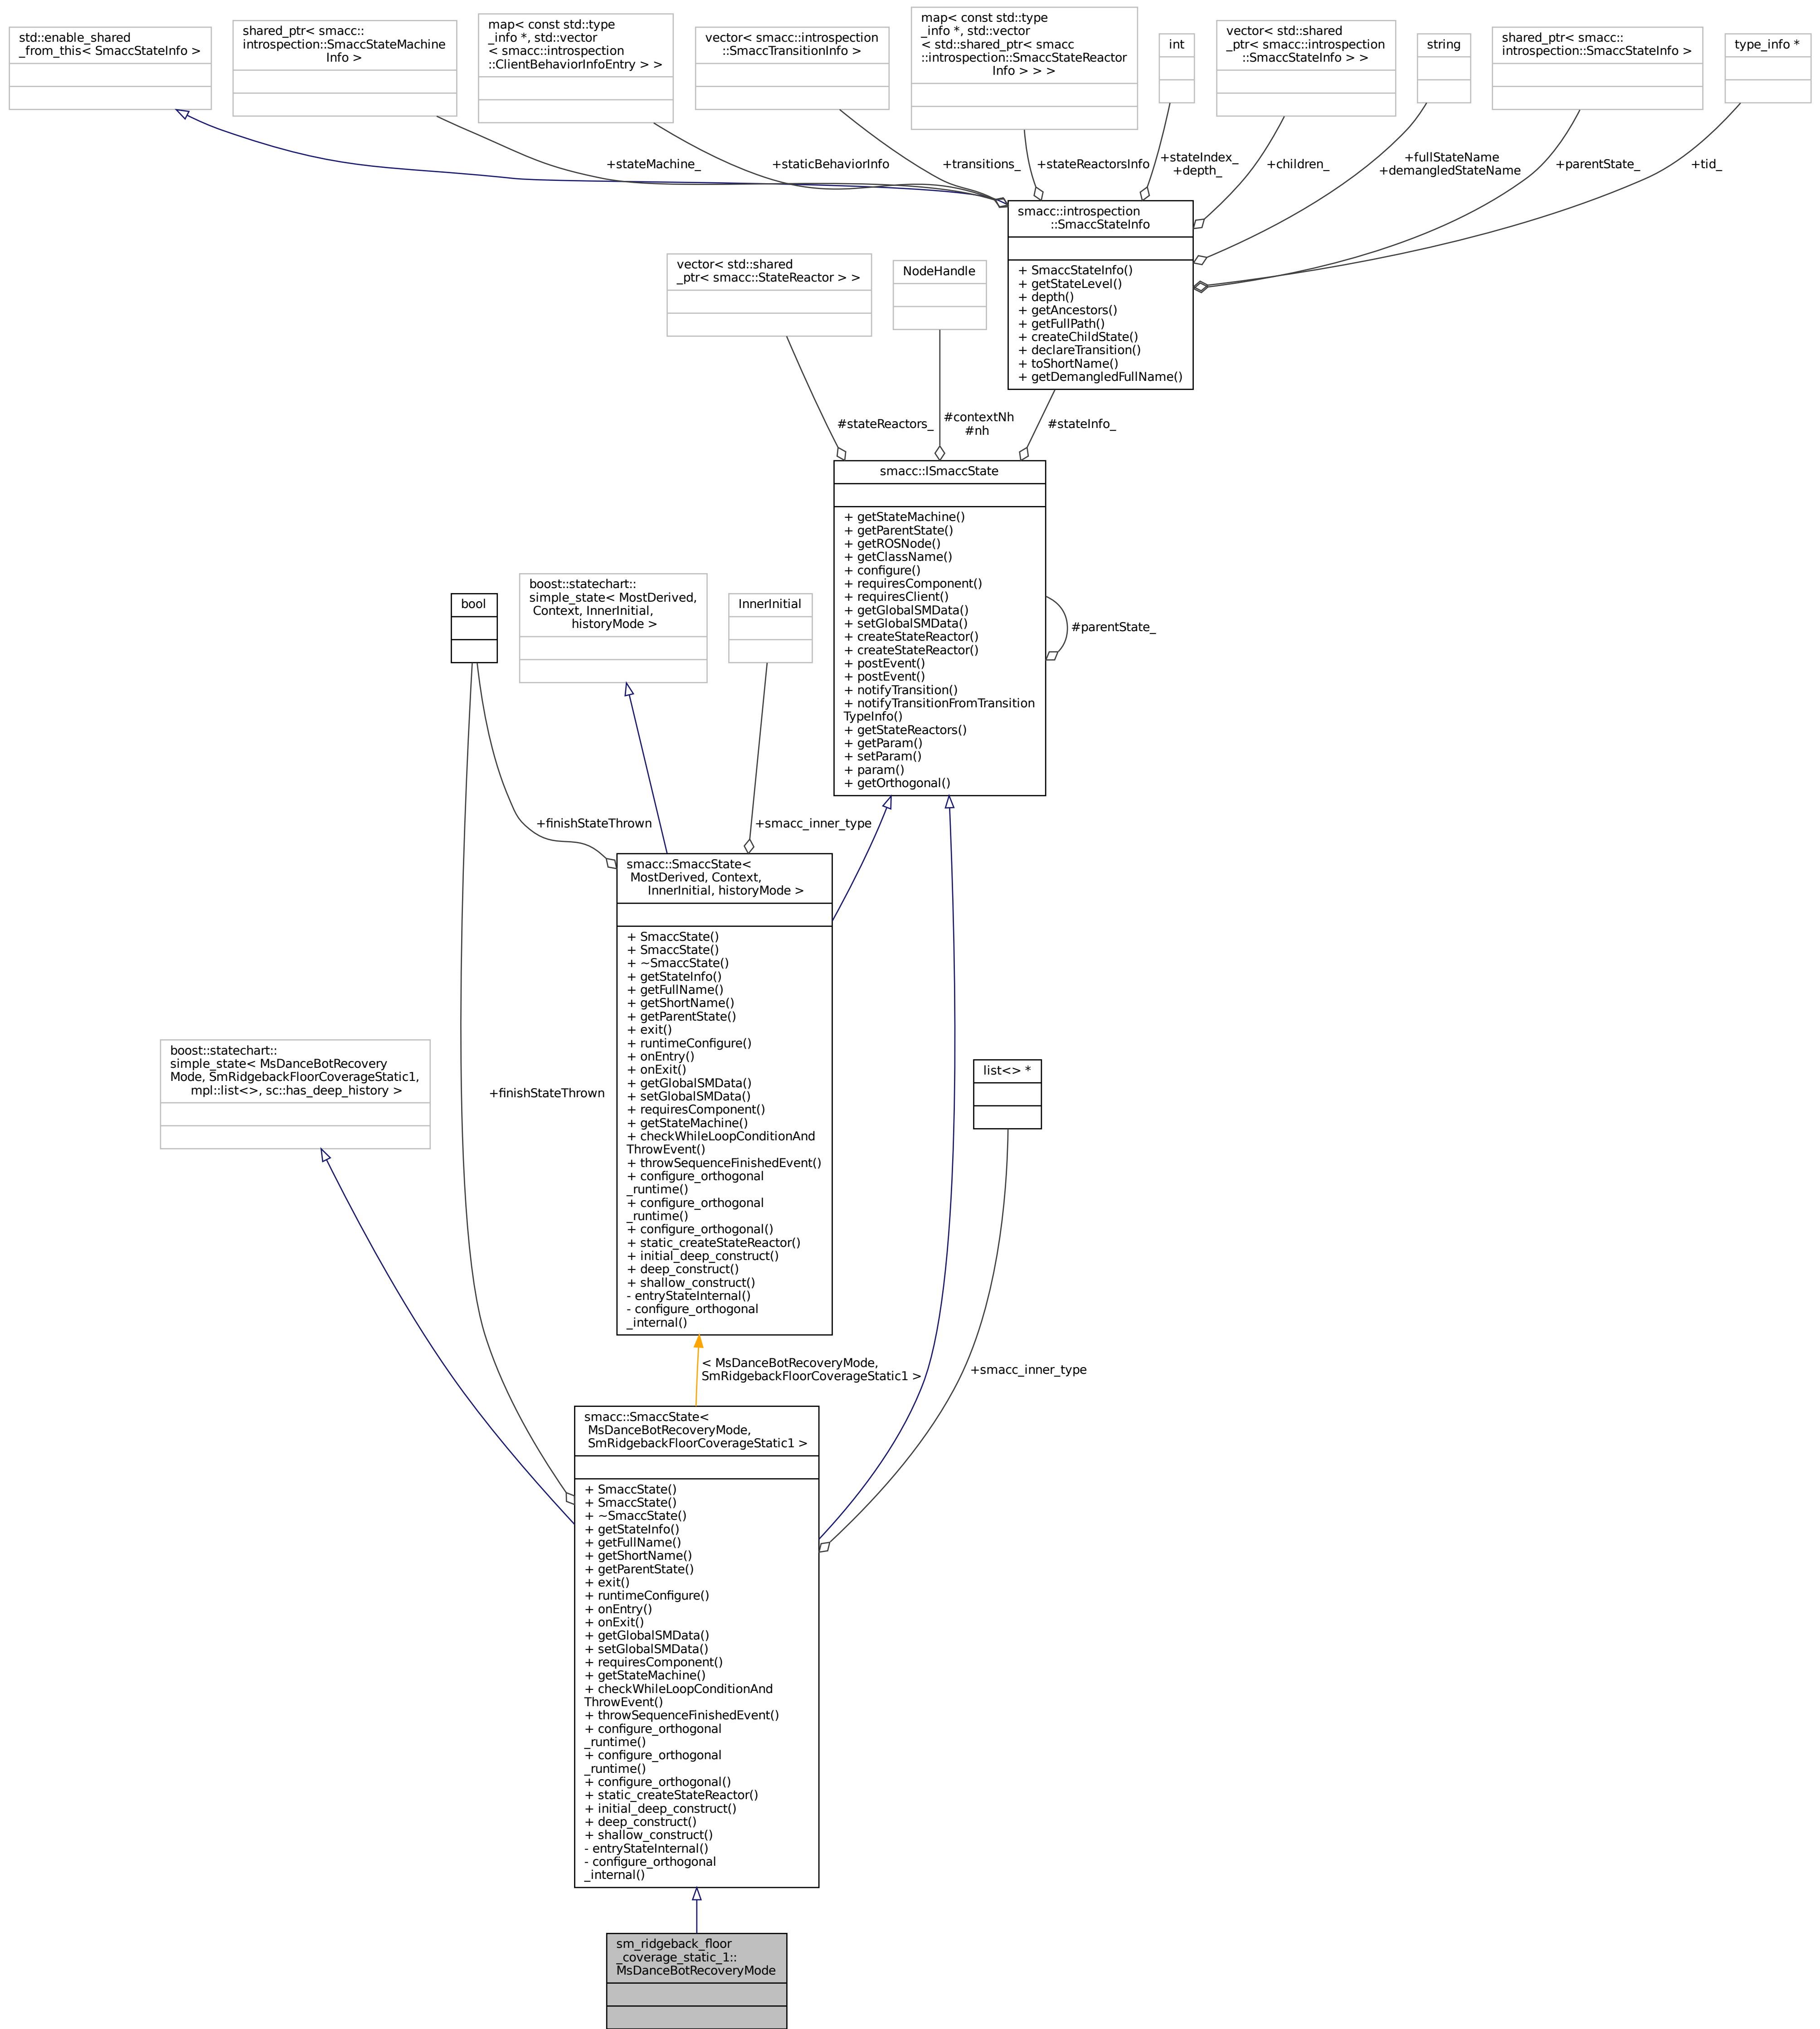 std::enable_shared
_from_this< SmaccStateInfo >
shared_ptr< smacc::
introspection::SmaccStateMachine
Info >
map< const std::type
_info *, std::vector
< smacc::introspection
::ClientBehaviorInfoEntry > >
vector< smacc::introspection
::SmaccTransitionInfo >
map< const std::type
_info *, std::vector
< std::shared_ptr< smacc
::introspection::SmaccStateReactor
Info > > >
int
vector< std::shared
_ptr< smacc::introspection
::SmaccStateInfo > >
string
shared_ptr< smacc::
introspection::SmaccStateInfo >
type_info *
+stateMachine_
+staticBehaviorInfo
+transitions_
+stateReactorsInfo
+stateIndex_
+depth_
+children_
+fullStateName
+demangledStateName
+parentState_
+tid_
smacc::introspection
::SmaccStateInfo
+ SmaccStateInfo()
+ getStateLevel()
+ depth()
+ getAncestors()
+ getFullPath()
+ createChildState()
+ declareTransition()
+ toShortName()
+ getDemangledFullName()
vector< std::shared
_ptr< smacc::StateReactor > >
NodeHandle
#stateReactors_
#contextNh
#nh
#stateInfo_
smacc::ISmaccState
+ getStateMachine()
+ getParentState()
+ getROSNode()
+ getClassName()
+ configure()
+ requiresComponent()
+ requiresClient()
+ getGlobalSMData()
+ setGlobalSMData()
+ createStateReactor()
+ createStateReactor()
+ postEvent()
+ postEvent()
+ notifyTransition()
+ notifyTransitionFromTransition
TypeInfo()
+ getStateReactors()
+ getParam()
+ setParam()
+ param()
+ getOrthogonal()
#parentState_
bool
boost::statechart::
simple_state< MostDerived,
Context, InnerInitial,
historyMode >
InnerInitial
+finishStateThrown
+smacc_inner_type
smacc::SmaccState<
MostDerived, Context,
InnerInitial, historyMode >
+ SmaccState()
+ SmaccState()
+ ~SmaccState()
+ getStateInfo()
+ getFullName()
+ getShortName()
+ getParentState()
+ exit()
+ runtimeConfigure()
+ onEntry()
+ onExit()
+ getGlobalSMData()
+ setGlobalSMData()
+ requiresComponent()
+ getStateMachine()
+ checkWhileLoopConditionAnd
ThrowEvent()
+ throwSequenceFinishedEvent()
+ configure_orthogonal
_runtime()
+ configure_orthogonal
_runtime()
+ configure_orthogonal()
+ static_createStateReactor()
+ initial_deep_construct()
+ deep_construct()
+ shallow_construct()
- entryStateInternal()
- configure_orthogonal
_internal()
boost::statechart::
simple_state< MsDanceBotRecovery
Mode, SmRidgebackFloorCoverageStatic1,
mpl::list<>, sc::has_deep_history >
+finishStateThrown
list<> *
< MsDanceBotRecoveryMode,
SmRidgebackFloorCoverageStatic1 >
+smacc_inner_type
smacc::SmaccState<
MsDanceBotRecoveryMode,
SmRidgebackFloorCoverageStatic1 >
+ SmaccState()
+ SmaccState()
+ ~SmaccState()
+ getStateInfo()
+ getFullName()
+ getShortName()
+ getParentState()
+ exit()
+ runtimeConfigure()
+ onEntry()
+ onExit()
+ getGlobalSMData()
+ setGlobalSMData()
+ requiresComponent()
+ getStateMachine()
+ checkWhileLoopConditionAnd
ThrowEvent()
+ throwSequenceFinishedEvent()
+ configure_orthogonal
_runtime()
+ configure_orthogonal
_runtime()
+ configure_orthogonal()
+ static_createStateReactor()
+ initial_deep_construct()
+ deep_construct()
+ shallow_construct()
- entryStateInternal()
- configure_orthogonal
_internal()
sm_ridgeback_floor
_coverage_static_1::
MsDanceBotRecoveryMode